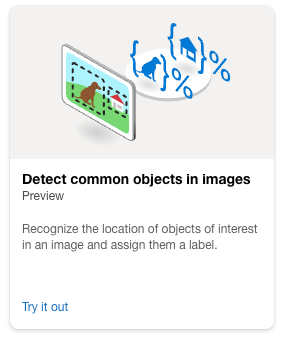 { } %
{ } %
Detect common objects in images
Preview
Recognize the location of objects of interest
in an image and assign them a label.
Try it out